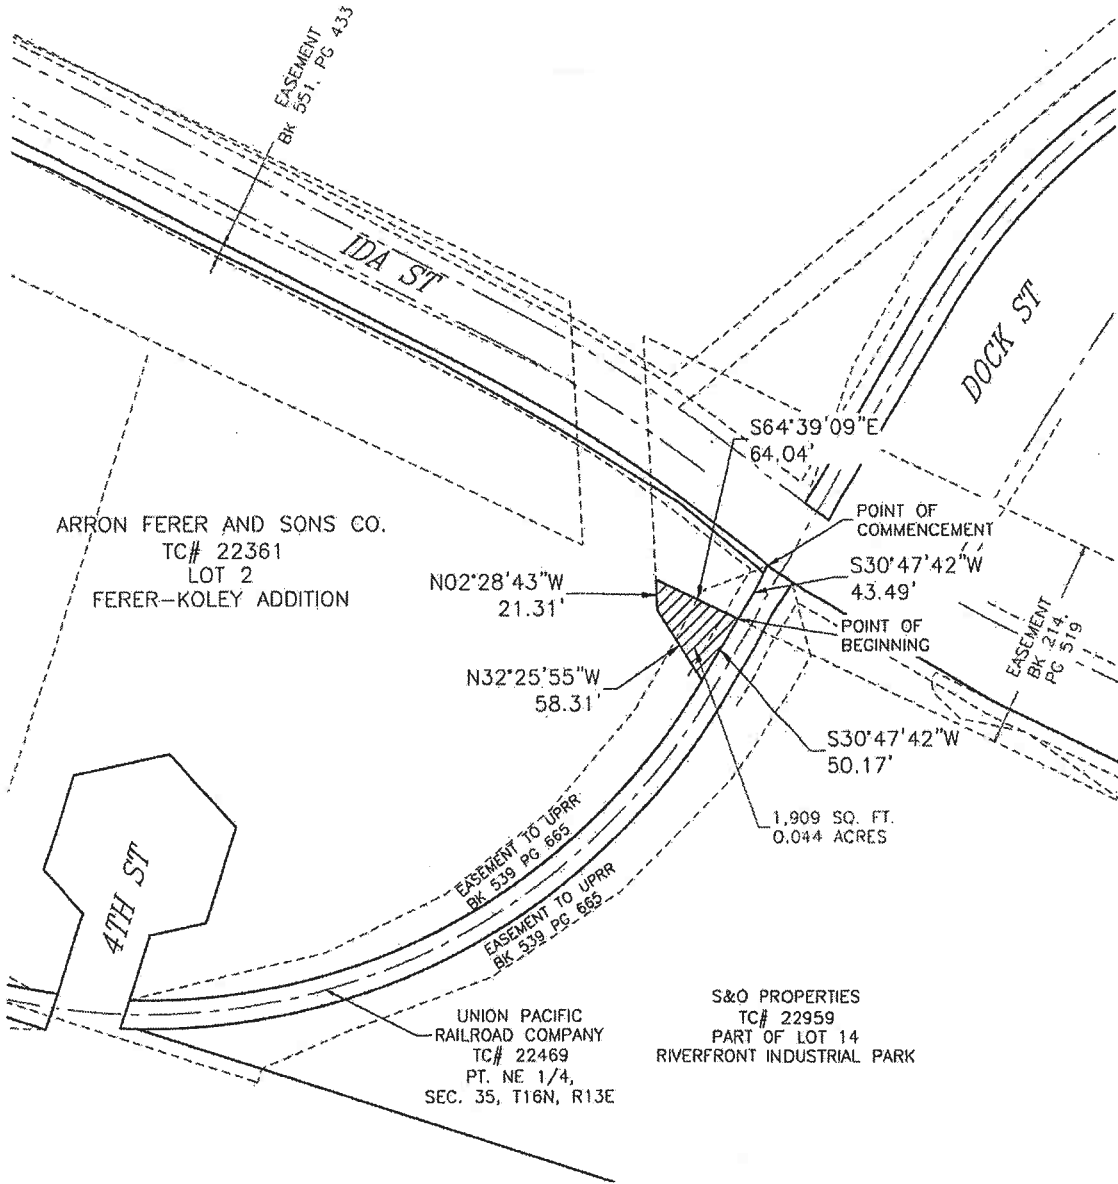 EASEMENT
BK 551, PG 433
IDA ST
DOCK ST
S64°39'09"E
64.04'
POINT OF
COMMENCEMENT
ARRON FERER AND SONS CO.
TC# 22361
LOT 2
FERER-KOLEY ADDITION
N02°28'43"W
21.31'
S30°47'42"W
43.49'
POINT OF
BEGINNING
EASEMENT
BK 214,
PG 519
N32°25'55"W
58.31'
S30°47'42"W
50.17'
1,909 SQ. FT.
0.044 ACRES
4TH ST
EASEMENT TO UPRR
BK 539 PG 665
EASEMENT TO UPRR
BK 539 PG 665
UNION PACIFIC
RAILROAD COMPANY
TC# 22469
PT. NE 1/4,
SEC. 35, T16N, R13E
S&O PROPERTIES
TC# 22959
PART OF LOT 14
RIVERFRONT INDUSTRIAL PARK